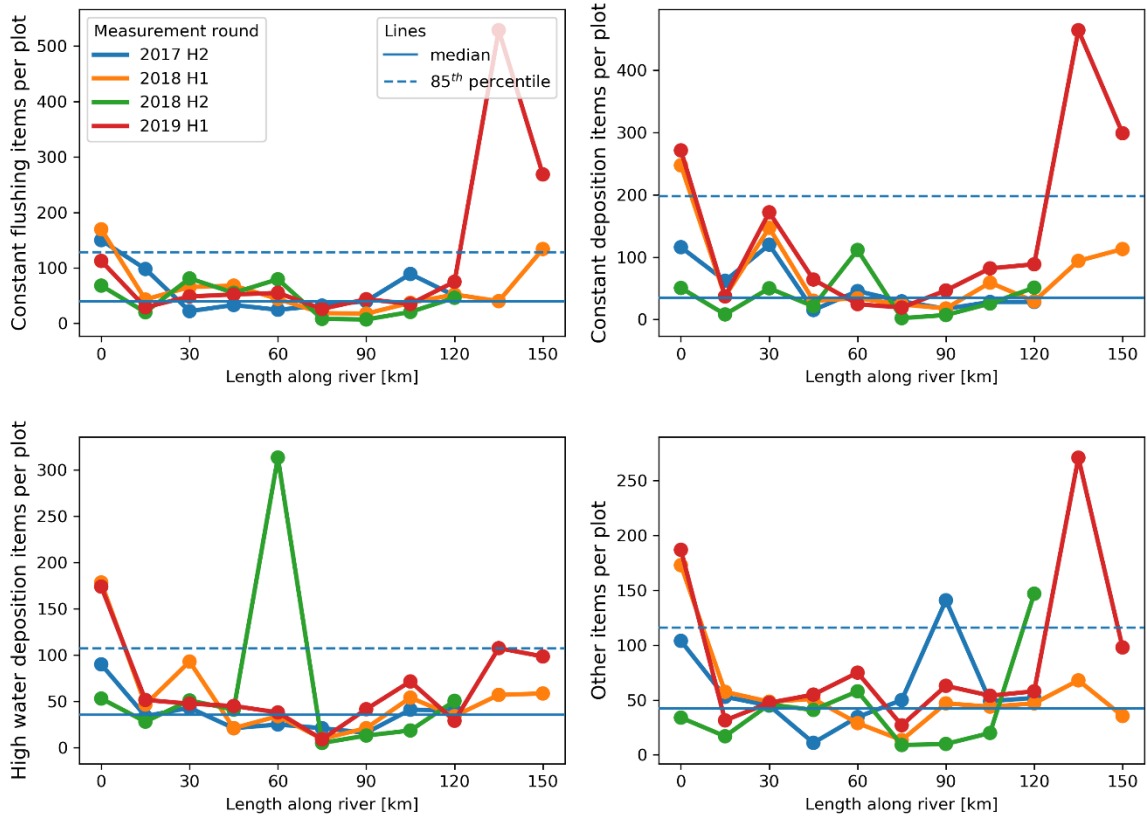 Constant flushing items per plot
500
400
300
200
100
0
Measurement round
2017 H2
2018 H1
2018 H2
2019 H1
Lines
median
85th percentile
0 30 60 90 120 150
Length along river [km]
Constant deposition items per plot
400
300
200
100
0
0 30 60 90 120 150
Length along river [km]
High water deposition items per plot
300
250
200
150
100
50
0
0 30 60 90 120 150
Length along river [km]
Other items per plot
250
200
150
100
50
0
0 30 60 90 120 150
Length along river [km]